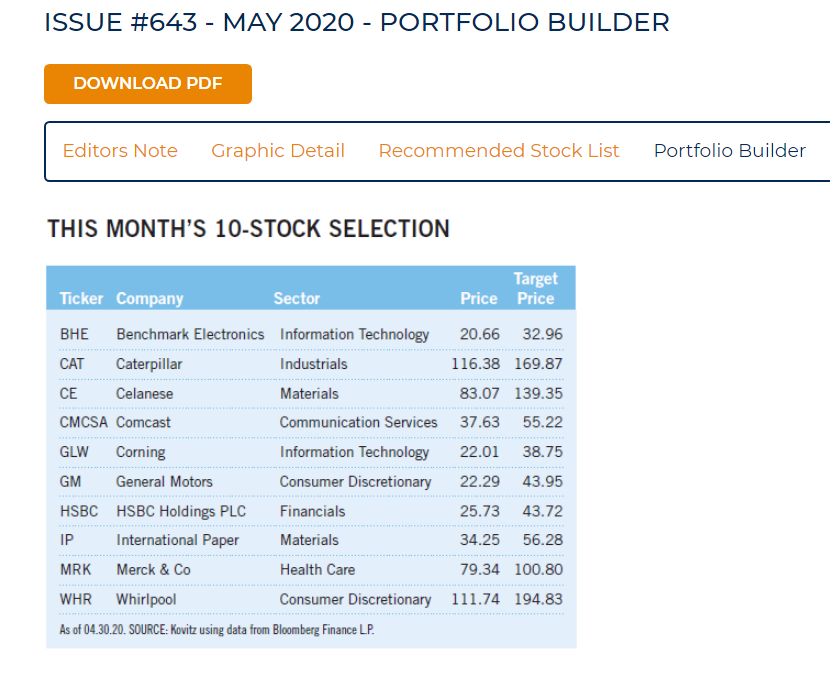 ISSUE #643 - MAY 2020 - PORTFOLIO BUILDER
DOWNLOAD PDF
Editors Note Graphic Detail Recommended Stock List Portfolio Builder
THIS MONTH'S 10-STOCK SELECTION
Ticker Company Sector Price Target Price
BHE Benchmark Electronics Information Technology 20.66 32.96
CAT Caterpillar Industrials 116.38 169.87
CE Celanese Materials 83.07 139.35
CMCSA Comcast Communication Services 37.63 55.22
GLW Corning Information Technology 22.01 38.75
GM General Motors Consumer Discretionary 22.29 43.95
HSBC HSBC Holdings PLC Financials 25.73 43.72
IP International Paper Materials 34.25 56.28
MRK Merck & Co Health Care 79.34 100.80
WHR Whirlpool Consumer Discretionary 111.74 194.83
As of 04.30.20. SOURCE: Kovitz using data from Bloomberg Finance L.P.